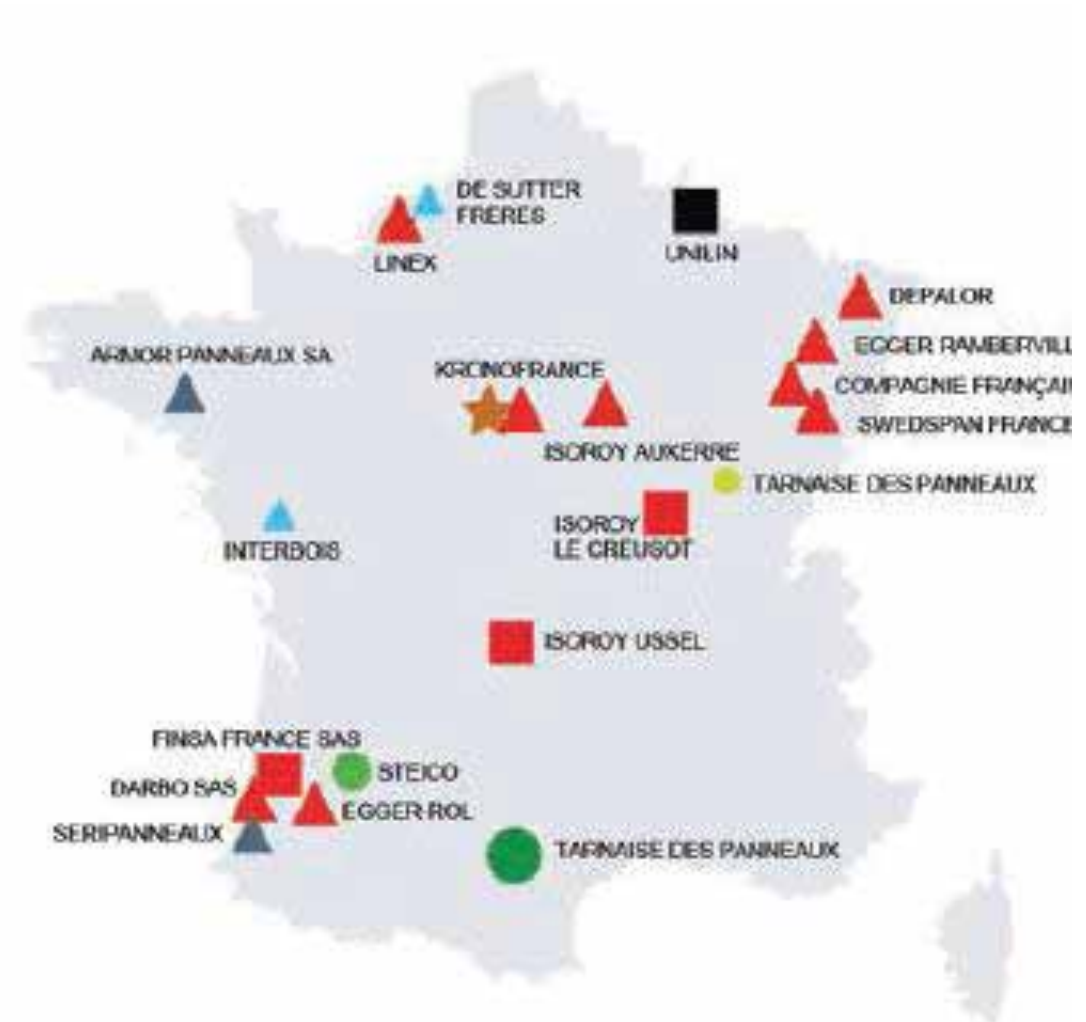 DE SUTTER
FRERES
LINEX
UNILIN
DEPALOR
ARMOR PANNEAUX SA
EGGER RAMBERVILL
KRONOFRANCE
COMPAGNIE FRANÇAI
SWEDSPAN FRANCE
ISOROY AUXERRE
TARNAISE DES PANNEAUX
ISOROY
LE CREUSOT
INTERBOIS
ISOROY USSEL
FINSA FRANCE SAS
STEICO
DARBO SAS
EGGER ROL
SERIPANNEAUX
TARNAISE DES PANNEAUX